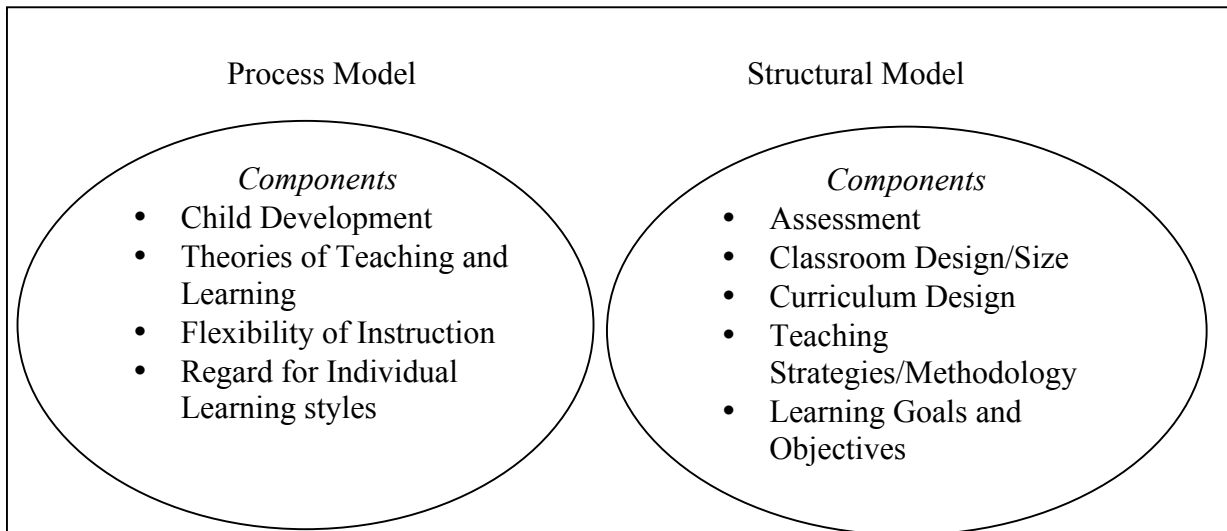 Process Model
Components
• Child Development
• Theories of Teaching and
Learning
• Flexibility of Instruction
• Regard for Individual
Learning styles
Structural Model
Components
• Assessment
• Classroom Design/Size
• Curriculum Design
• Teaching
Strategies/Methodology
• Learning Goals and
Objectives